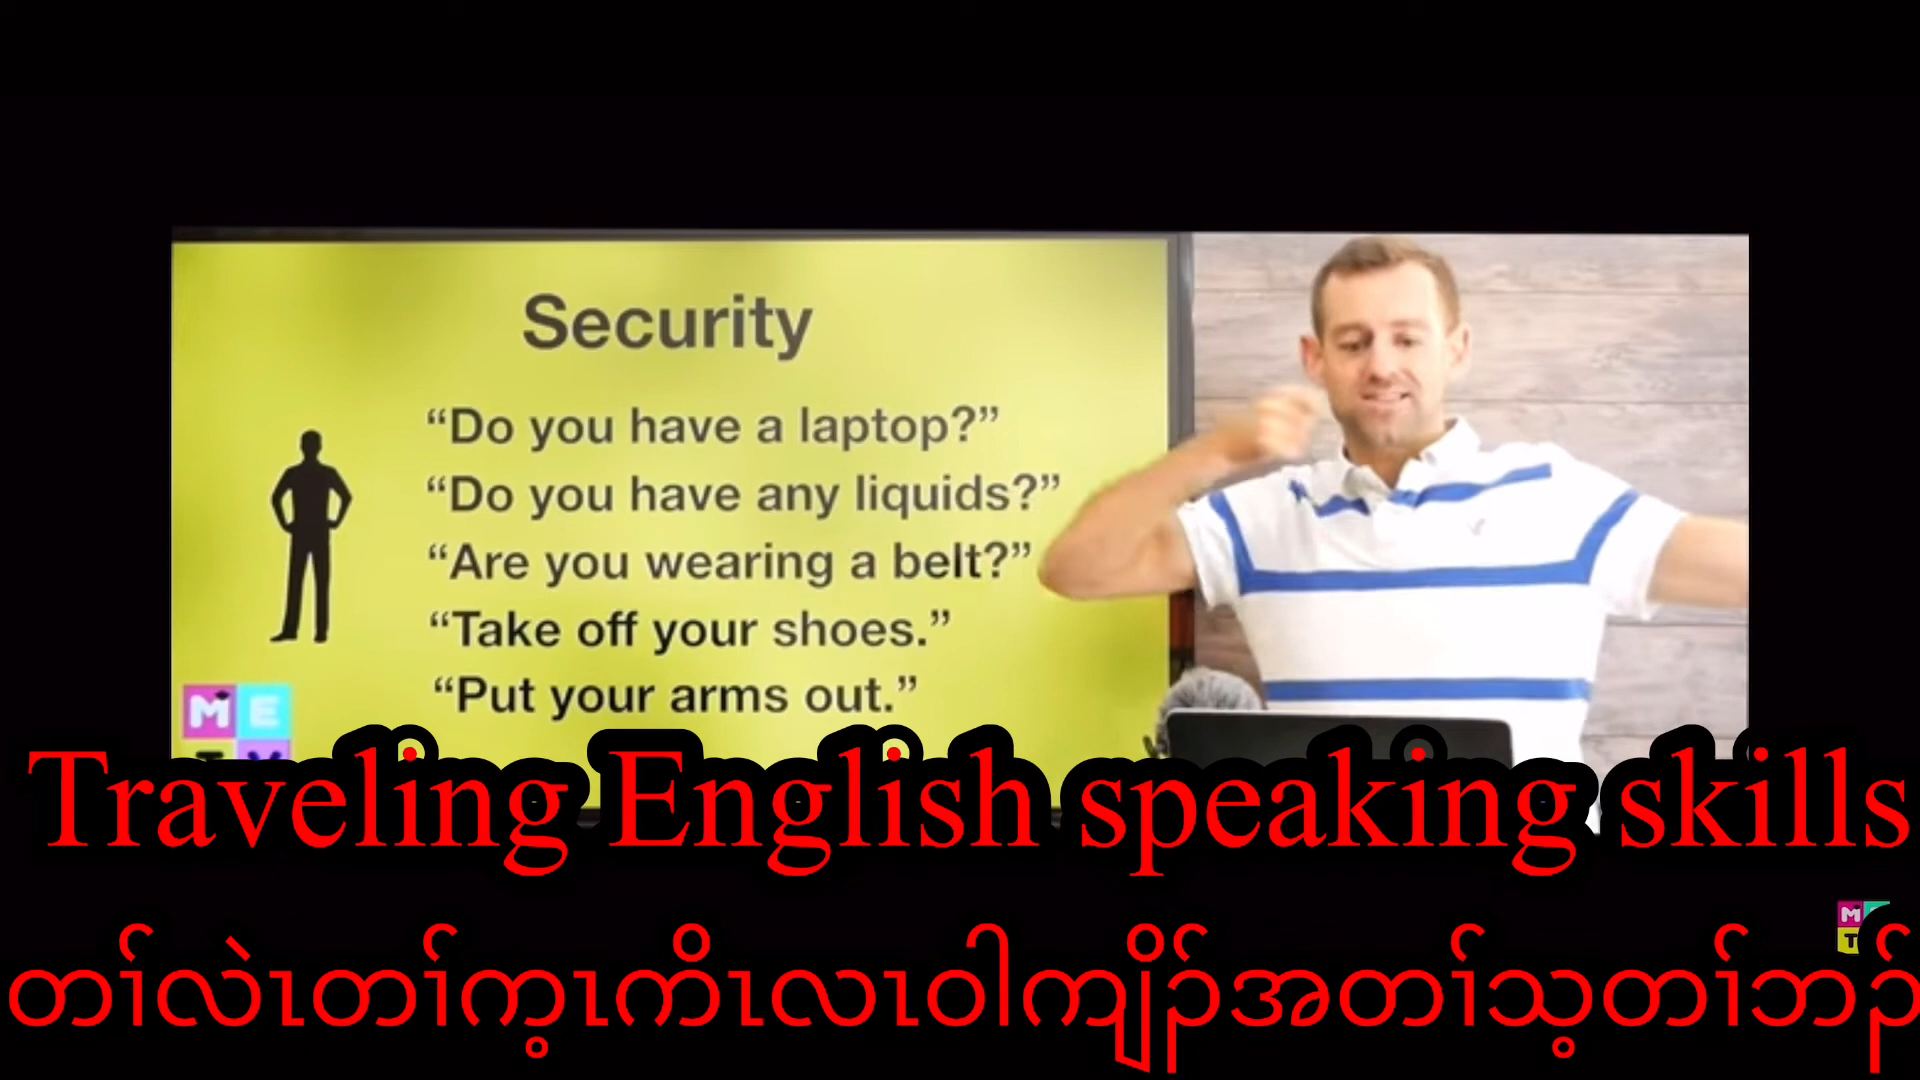 Security
“Do you have a laptop?”
“Do you have any liquids?”
“Are you wearing a belt?”
“Take off your shoes.”
“Put your arms out.”
M E
Traveling English speaking skills
M
T
တၢ်လဲၤတၢ်က့ၤကိၤလၤဝါကျိၣ်အတၢ်သ့တၢ်ဘၣ်